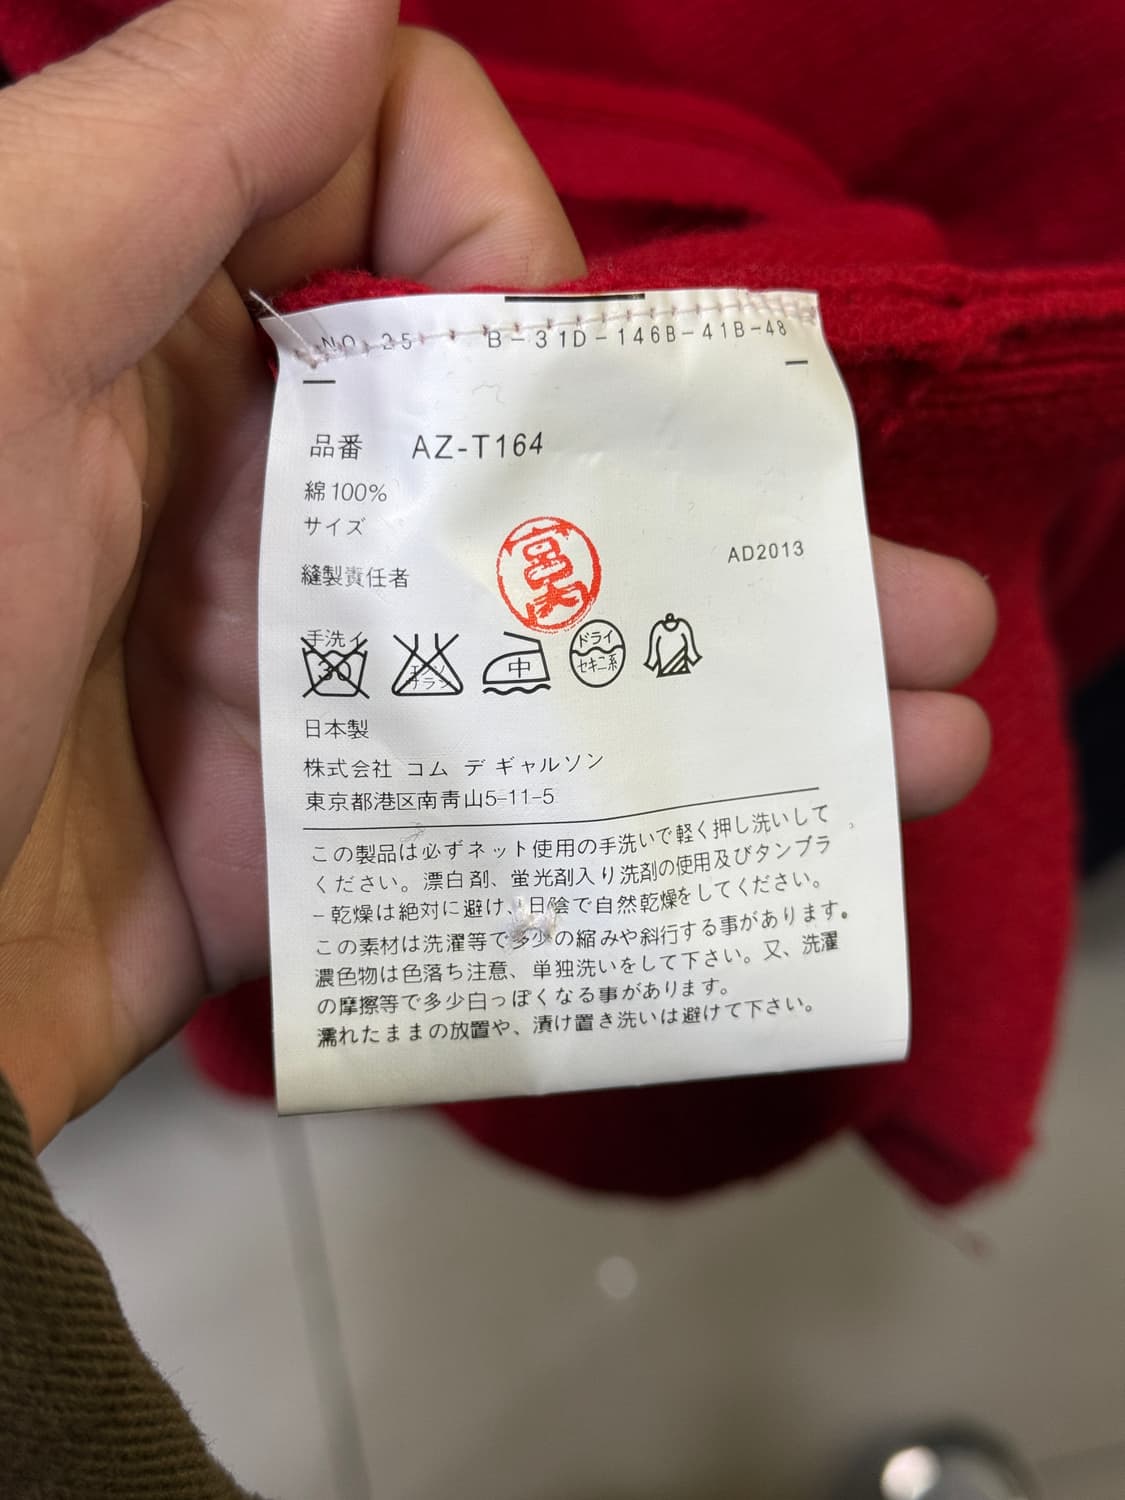 NO. 25 B-31D-146B-41B-48
品番 AZ-T164
綿100%
サイズ
AD2013
縫製責任者
宮内
手洗イ
30
中
ドライ
セキユ系
日本製
株式会社 コム デ ギャルソン
東京都港区南青山5-11-5
この製品は必ずネット使用の手洗いで軽く押し洗いして
ください。漂白剤、蛍光剤入り洗剤の使用及びタンブラ
-乾燥は絶対に避け、日陰で自然乾燥をしてください。
この素材は洗濯等で多少の縮みや斜行する事があります。
濃色物は色落ち注意、単独洗いをして下さい。又、洗濯
の摩擦等で多少白っぽくなる事があります。
濡れたままの放置や、漬け置き洗いは避けて下さい。